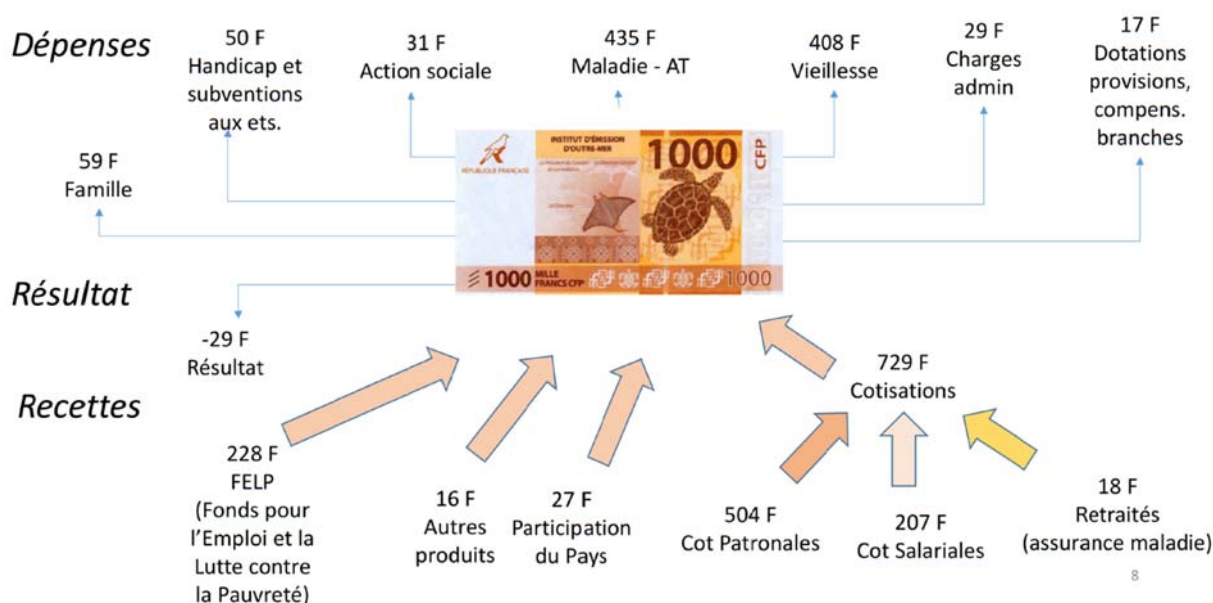 Dépenses
50 F
Handicap et
subventions
aux ets.
31 F
Action sociale
435 F
Maladie - AT
408 F
Vieillesse
29 F
Charges
admin
17 F
Dotations
provisions,
compens.
branches
59 F
Famille
INSTITUT D'ÉMISSION
D'OUTRE-MER
RÉPUBLIQUE FRANÇAISE
1000
CFP
1000 MILLE
FRANCS CFP
1000
Résultat
-29 F
Résultat
Recettes
729 F
Cotisations
228 F
FELP
(Fonds pour
l'Emploi et la
Lutte contre
la Pauvreté)
16 F
Autres
produits
27 F
Participation
du Pays
504 F
Cot Patronales
207 F
Cot Salariales
18 F
Retraités
(assurance maladie)
8